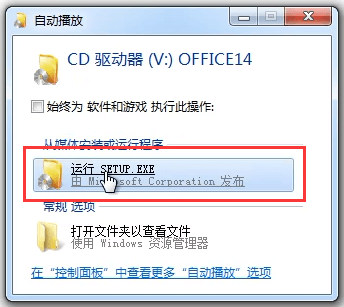 自动播放
CD 驱动器 (V:) OFFICE14
始终为 软件和游戏 执行此操作:
从媒体安装或运行程序
运行 SETUP.EXE
由 Microsoft Corporation 发布
常规 选项
打开文件夹以查看文件
使用 Windows 资源管理器
在“控制面板”中查看更多“自动播放”选项